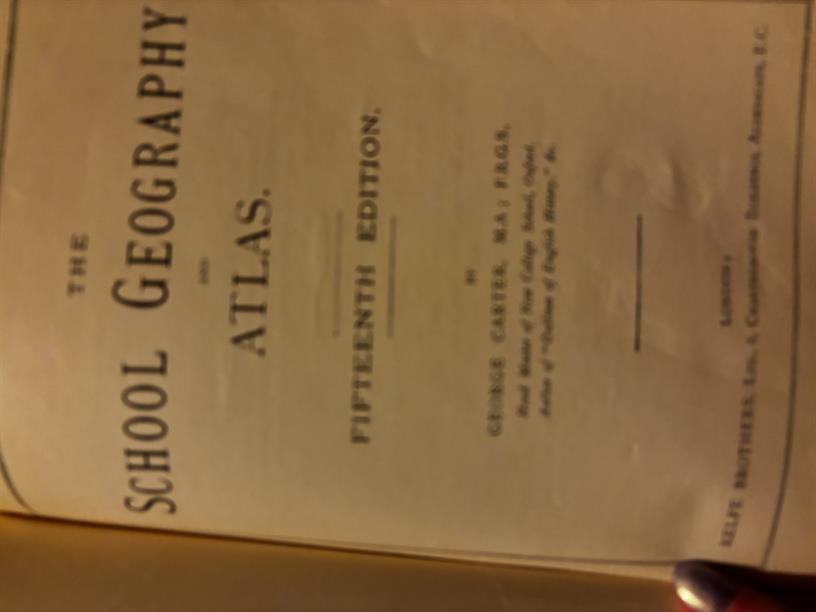 THE
SCHOOL GEOGRAPHY
AND
ATLAS.
FIFTEENTH EDITION.
BY
GEORGE CARTER, M.A; F.R.G.S,
Head Master of New College School, Oxford,
Author of "Outlines of English History," &c.
LONDON:
RELFE BROTHERS, LTD, 6, CHARTERHOUSE BUILDINGS, ALDERSGATE, E.C.